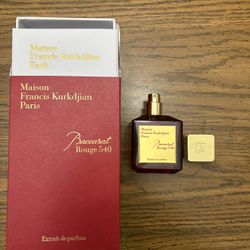 Maison
Francis Kurkdjian
Paris
Maison
Francis Kurkdjian
Paris
Baccarat
Rouge 540
Extrait de parfum
Maison
Francis Kurkdjian
Paris
Baccarat
Rouge 540
Extrait de parfum